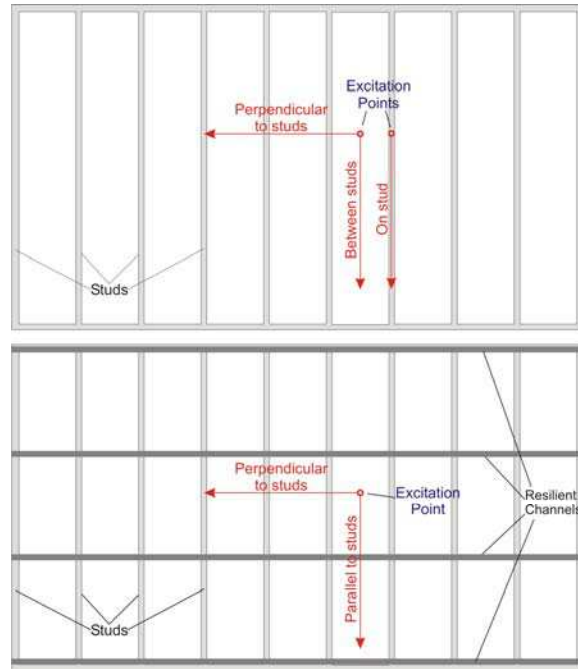 Excitation
Points
Perpendicular
to studs
Between studs
On stud
Studs
Perpendicular
to studs
Excitation
Point
Resilient
Channels
Parallel to studs
Studs